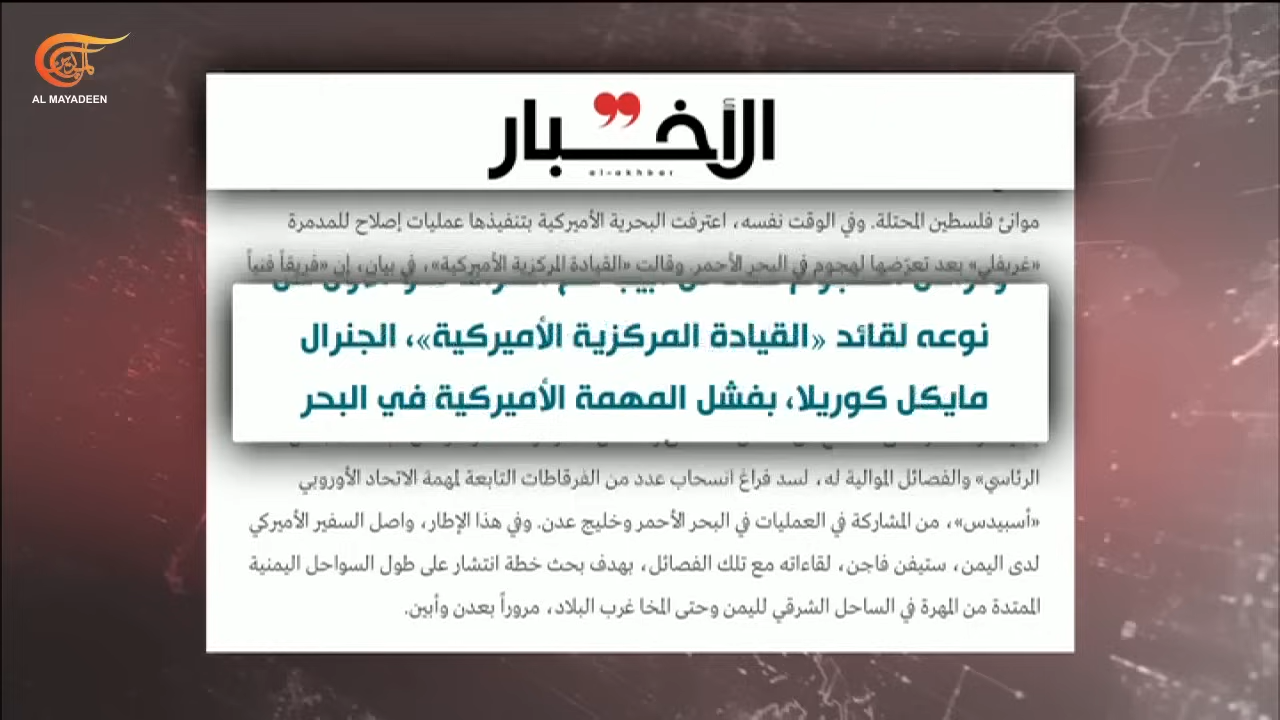 المیادین
AL MAYADEEN
الأخبار
al-akhbar
موانئ فلسطين المحتلة. وفي الوقت نفسه، اعترفت البحرية الأميركية بتنفيذها عمليات إصلاح للمدمرة
«غريفلي» بعد تعرّضها لهجوم في البحر الأحمر. وقالت «القيادة المركزية الأميركية»، في بيان، إن «فريقاً فنياً
نوعه لقائد «القيادة المركزية الأميركية»، الجنرال
مايكل كوريلا، بفشل المهمة الأميركية في البحر
الرئاسي» والفصائل الموالية له، لسد فراغ انسحاب عدد من الفرقاطات التابعة لمهمة الاتحاد الأوروبي
«أسبيدس»، من المشاركة في العمليات في البحر الأحمر وخليج عدن. وفي هذا الإطار، واصل السفير الأميركي
لدى اليمن، ستيفن فاجن، لقاءاته مع تلك الفصائل، بهدف بحث خطة انتشار على طول السواحل اليمنية
الممتدة من المهرة في الساحل الشرقي لليمن وحتى المخا غرب البلاد، مروراً بعدن وأبين.